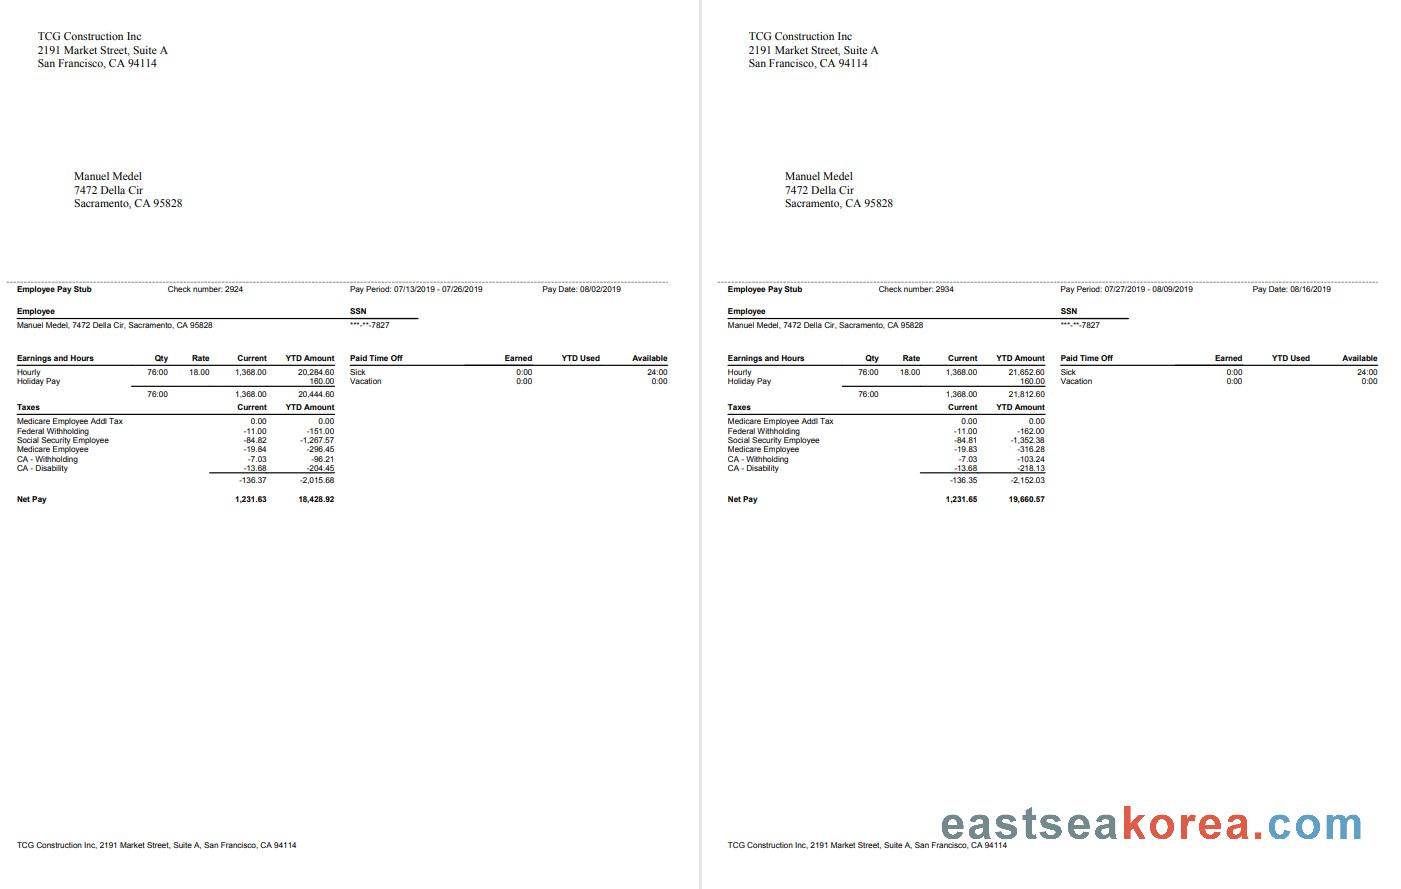 TCG Construction Inc
2191 Market Street, Suite A
San Francisco, CA 94114
Manuel Medel
7472 Della Cir
Sacramento, CA 95828
Employee Pay Stub Check number: 2924 Pay Period: 07/13/2019 - 07/26/2019 Pay Date: 08/02/2019
Employee SSN
Manuel Medel, 7472 Della Cir, Sacramento, CA 95828 ***-**-7827
Earnings and Hours Qty Rate Current YTD Amount Paid Time Off Earned YTD Used Available
Hourly 76:00 18.00 1,368.00 20,284.60 Sick 0:00 24:00
Holiday Pay 160.00 Vacation 0:00 0:00
76:00 1,368.00 20,444.60
Taxes Current YTD Amount
Medicare Employee Addl Tax 0.00 0.00
Federal Withholding -11.00 -151.00
Social Security Employee -84.82 -1,267.57
Medicare Employee -19.84 -296.45
CA - Withholding -7.03 -96.21
CA - Disability -13.68 -204.45
-136.37 -2,015.68
Net Pay 1,231.63 18,428.92
TCG Construction Inc, 2191 Market Street, Suite A, San Francisco, CA 94114
TCG Construction Inc
2191 Market Street, Suite A
San Francisco, CA 94114
Manuel Medel
7472 Della Cir
Sacramento, CA 95828
Employee Pay Stub Check number: 2934 Pay Period: 07/27/2019 - 08/09/2019 Pay Date: 08/16/2019
Employee SSN
Manuel Medel, 7472 Della Cir, Sacramento, CA 95828 ***-**-7827
Earnings and Hours Qty Rate Current YTD Amount Paid Time Off Earned YTD Used Available
Hourly 76:00 18.00 1,368.00 21,652.60 Sick 0:00 24:00
Holiday Pay 160.00 Vacation 0:00 0:00
76:00 1,368.00 21,812.60
Taxes Current YTD Amount
Medicare Employee Addl Tax 0.00 0.00
Federal Withholding -11.00 -162.00
Social Security Employee -84.81 -1,352.38
Medicare Employee -19.83 -316.28
CA - Withholding -7.03 -103.24
CA - Disability -13.68 -218.13
-136.35 -2,152.03
Net Pay 1,231.65 19,660.57
eastseakorea.com
TCG Construction Inc, 2191 Market Street, Suite A, San Francisco, CA 94114